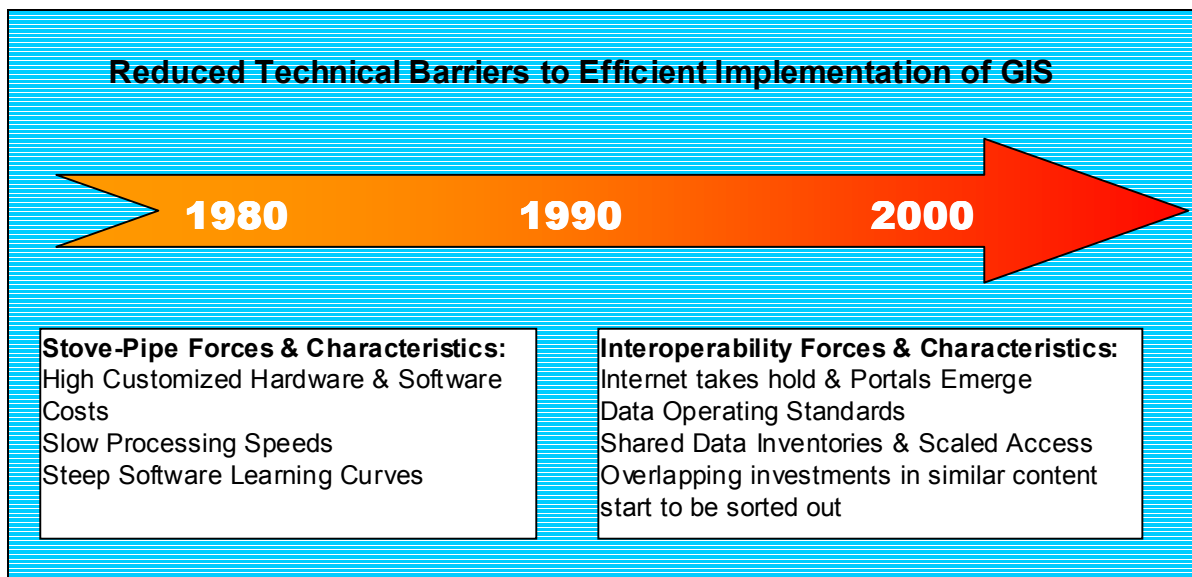 Reduced Technical Barriers to Efficient Implementation of GIS
1980 1990 2000
Stove-Pipe Forces & Characteristics:
High Customized Hardware & Software
Costs
Slow Processing Speeds
Steep Software Learning Curves
Interoperability Forces & Characteristics:
Internet takes hold & Portals Emerge
Data Operating Standards
Shared Data Inventories & Scaled Access
Overlapping investments in similar content
start to be sorted out